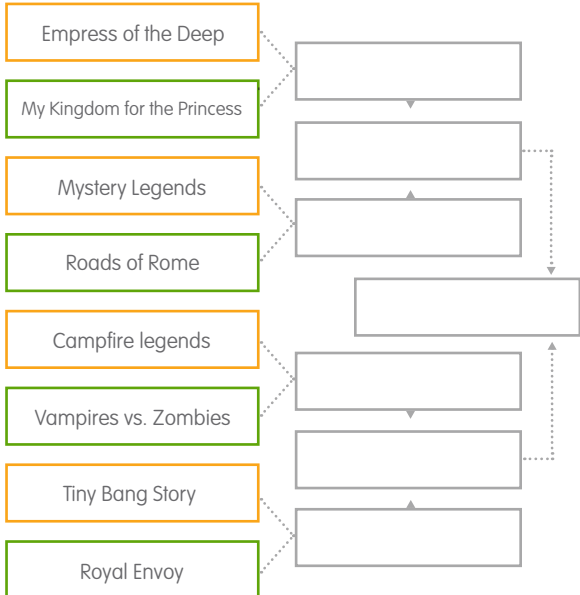 Empress of the Deep
My Kingdom for the Princess
Mystery Legends
Roads of Rome
Campfire legends
Vampires vs. Zombies
Tiny Bang Story
Royal Envoy